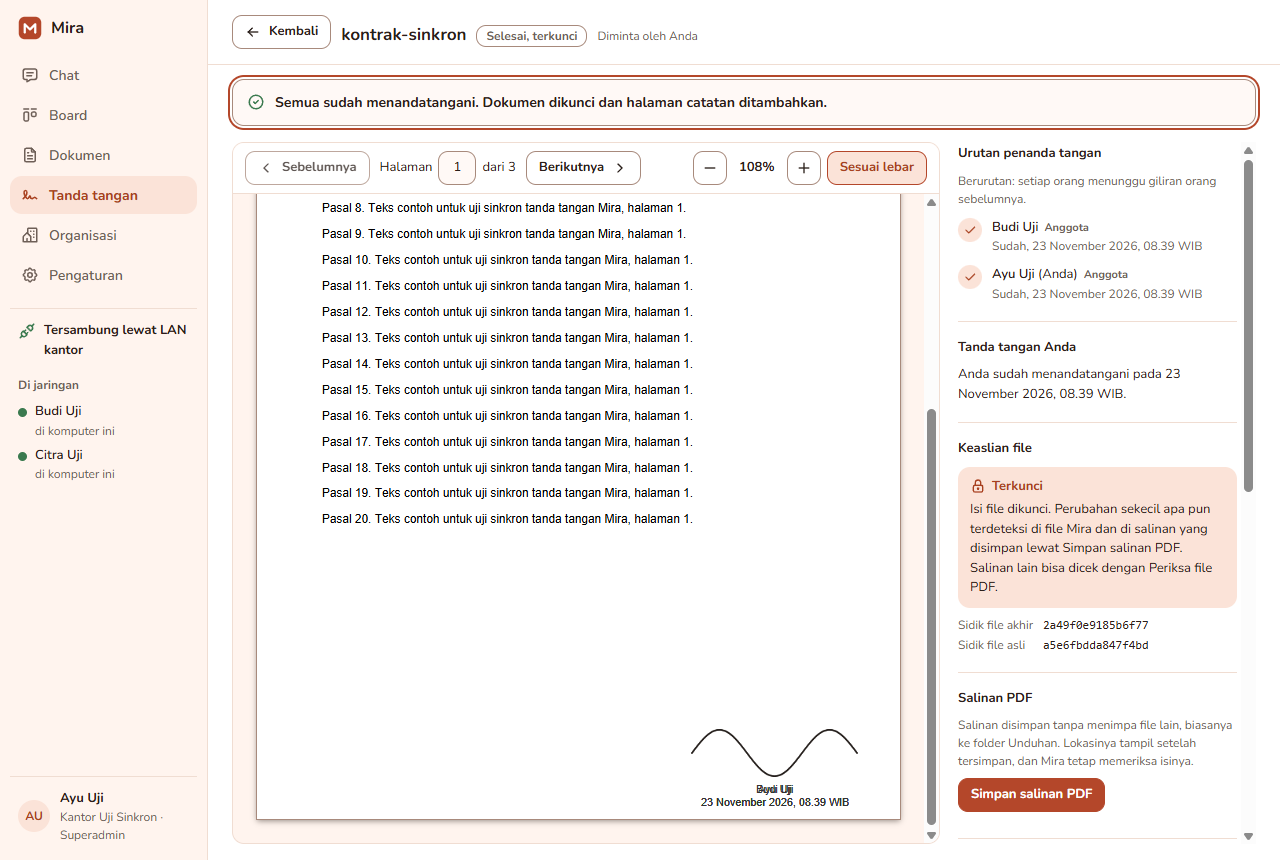 Mira
Chat
Board
Dokumen
Tanda tangan
Organisasi
Pengaturan
Tersambung lewat LAN
kantor
Di jaringan
Budi Uji
di komputer ini
Citra Uji
di komputer ini
AU
Ayu Uji
Kantor Uji Sinkron ·
Superadmin
Kembali
kontrak-sinkron
Selesai, terkunci
Diminta oleh Anda
Semua sudah menandatangani. Dokumen dikunci dan halaman catatan ditambahkan.
Sebelumnya
Halaman
1
dari 3
Berikutnya
108%
Sesuai lebar
Pasal 8. Teks contoh untuk uji sinkron tanda tangan Mira, halaman 1.
Pasal 9. Teks contoh untuk uji sinkron tanda tangan Mira, halaman 1.
Pasal 10. Teks contoh untuk uji sinkron tanda tangan Mira, halaman 1.
Pasal 11. Teks contoh untuk uji sinkron tanda tangan Mira, halaman 1.
Pasal 12. Teks contoh untuk uji sinkron tanda tangan Mira, halaman 1.
Pasal 13. Teks contoh untuk uji sinkron tanda tangan Mira, halaman 1.
Pasal 14. Teks contoh untuk uji sinkron tanda tangan Mira, halaman 1.
Pasal 15. Teks contoh untuk uji sinkron tanda tangan Mira, halaman 1.
Pasal 16. Teks contoh untuk uji sinkron tanda tangan Mira, halaman 1.
Pasal 17. Teks contoh untuk uji sinkron tanda tangan Mira, halaman 1.
Pasal 18. Teks contoh untuk uji sinkron tanda tangan Mira, halaman 1.
Pasal 19. Teks contoh untuk uji sinkron tanda tangan Mira, halaman 1.
Pasal 20. Teks contoh untuk uji sinkron tanda tangan Mira, halaman 1.
Uji
23 November 2026, 08.39 WIB
Urutan penanda tangan
Berurutan: setiap orang menunggu giliran orang
sebelumnya.
Budi Uji Anggota
Sudah, 23 November 2026, 08.39 WIB
Ayu Uji (Anda) Anggota
Sudah, 23 November 2026, 08.39 WIB
Tanda tangan Anda
Anda sudah menandatangani pada 23
November 2026, 08.39 WIB.
Keaslian file
Terkunci
Isi file dikunci. Perubahan sekecil apa pun
terdeteksi di file Mira dan di salinan yang
disimpan lewat Simpan salinan PDF.
Salinan lain bisa dicek dengan Periksa file
PDF.
Sidik file akhir 2a49f0e9185b6f77
Sidik file asli a5e6fbdda847f4bd
Salinan PDF
Salinan disimpan tanpa menimpa file lain, biasanya
ke folder Unduhan. Lokasinya tampil setelah
tersimpan, dan Mira tetap memeriksa isinya.
Simpan salinan PDF